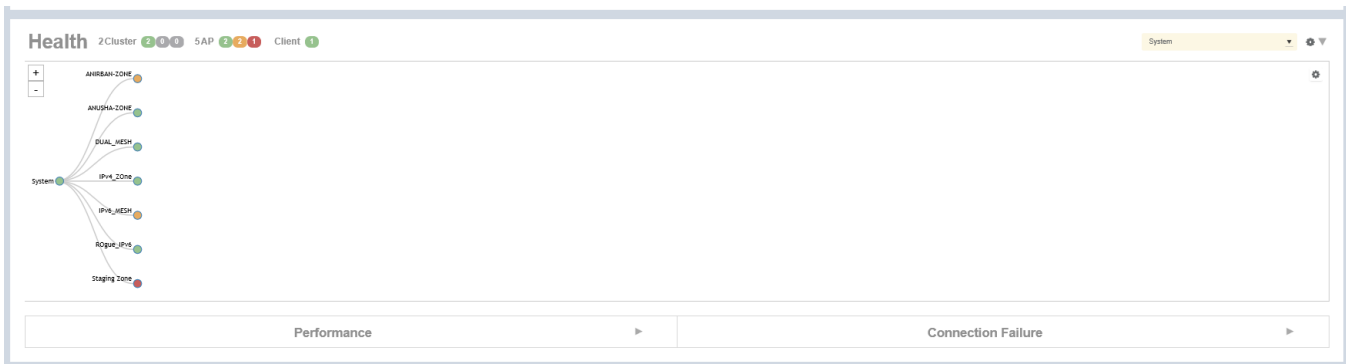 Health 2Cluster 2 0 0 5AP 2 2 1 Client 1
System
+
-
ANIRBAN-ZONE
ANUSHA-ZONE
DUAL_MESH
IPv4_ZOne
System
IPv6_MESH
ROgue_IPv6
Staging Zone
Performance
Connection Failure